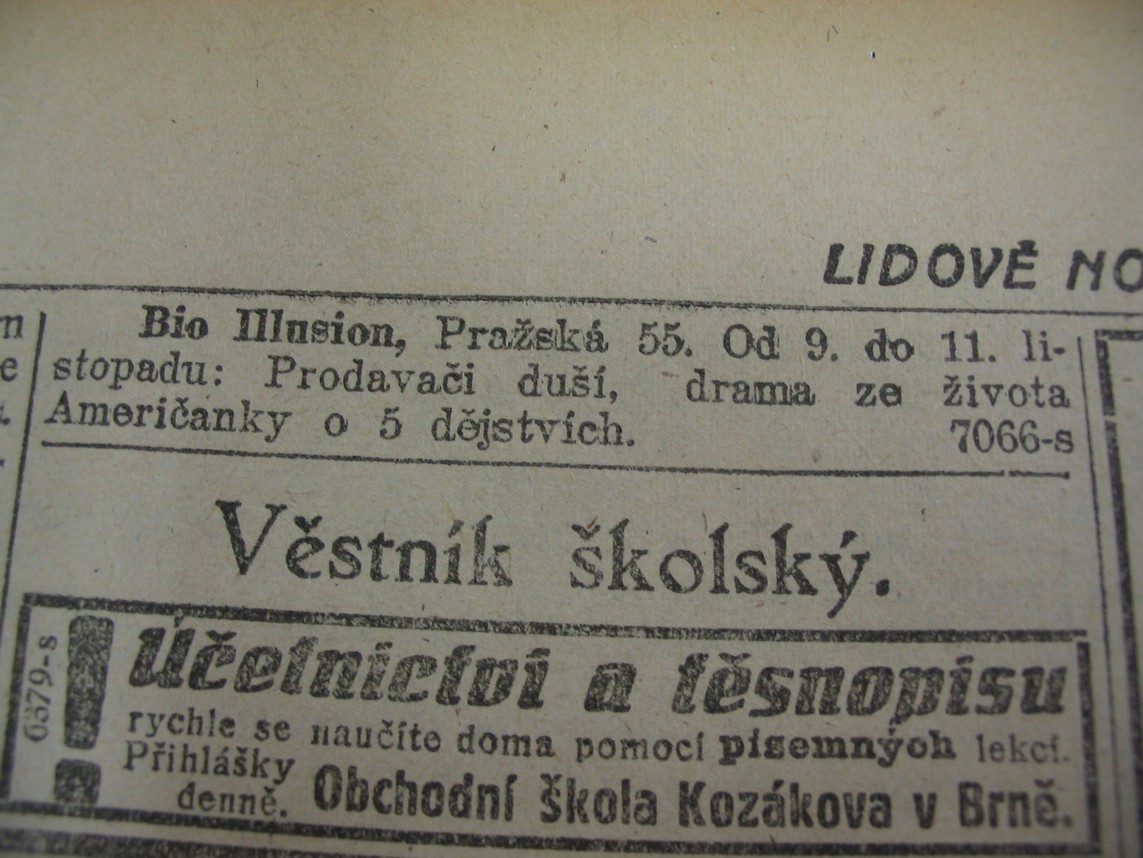 LIDOVÉ NO
Bio Illusion, Pražská 55. Od 9. do 11. li-
stopadu: Prodavači duší, drama ze života
Američanky o 5 dějstvích. 7066-s
Věstník školský.
6379-s
! Účetnictví a těsnopisu
rychle se naučíte doma pomocí písemných lekcí.
Přihlášky
denně. Obchodní škola Kozákova v Brně.